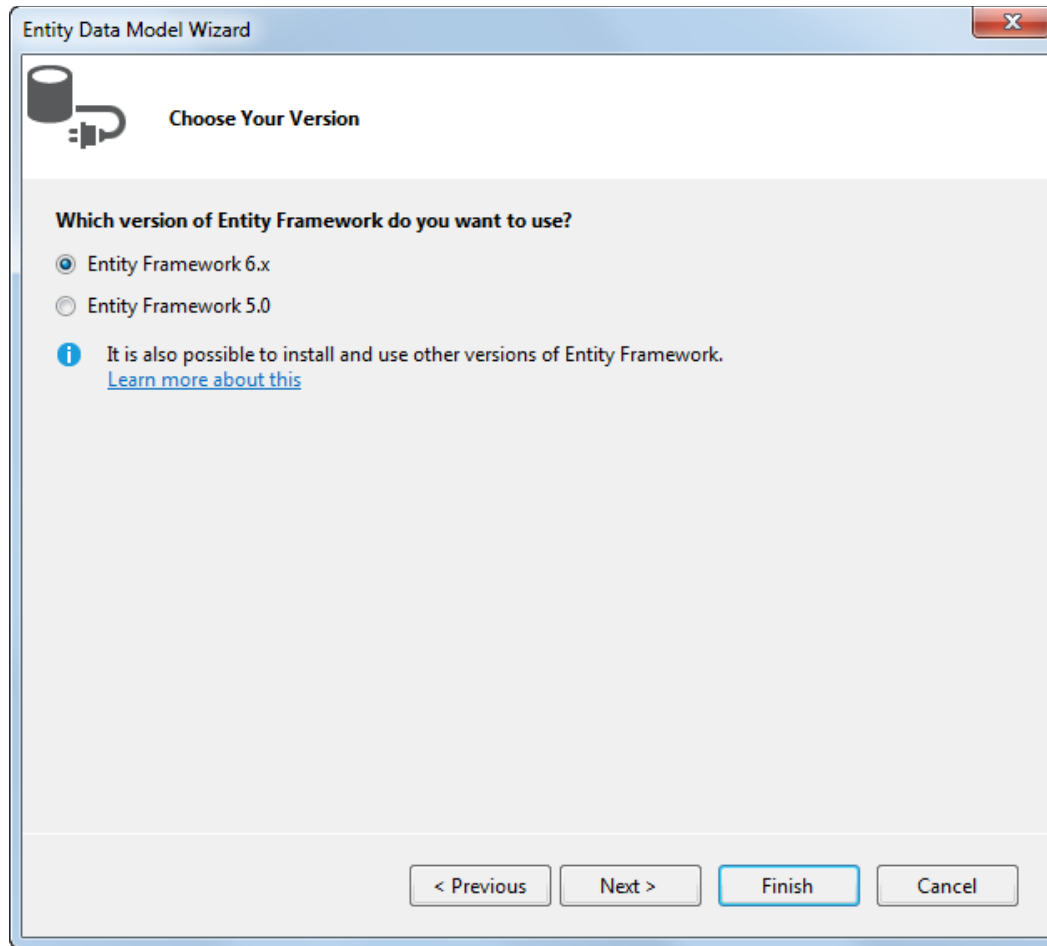 Entity Data Model Wizard
Choose Your Version
Which version of Entity Framework do you want to use?
Entity Framework 6.x
Entity Framework 5.0
It is also possible to install and use other versions of Entity Framework.
Learn more about this
< Previous
Next >
Finish
Cancel